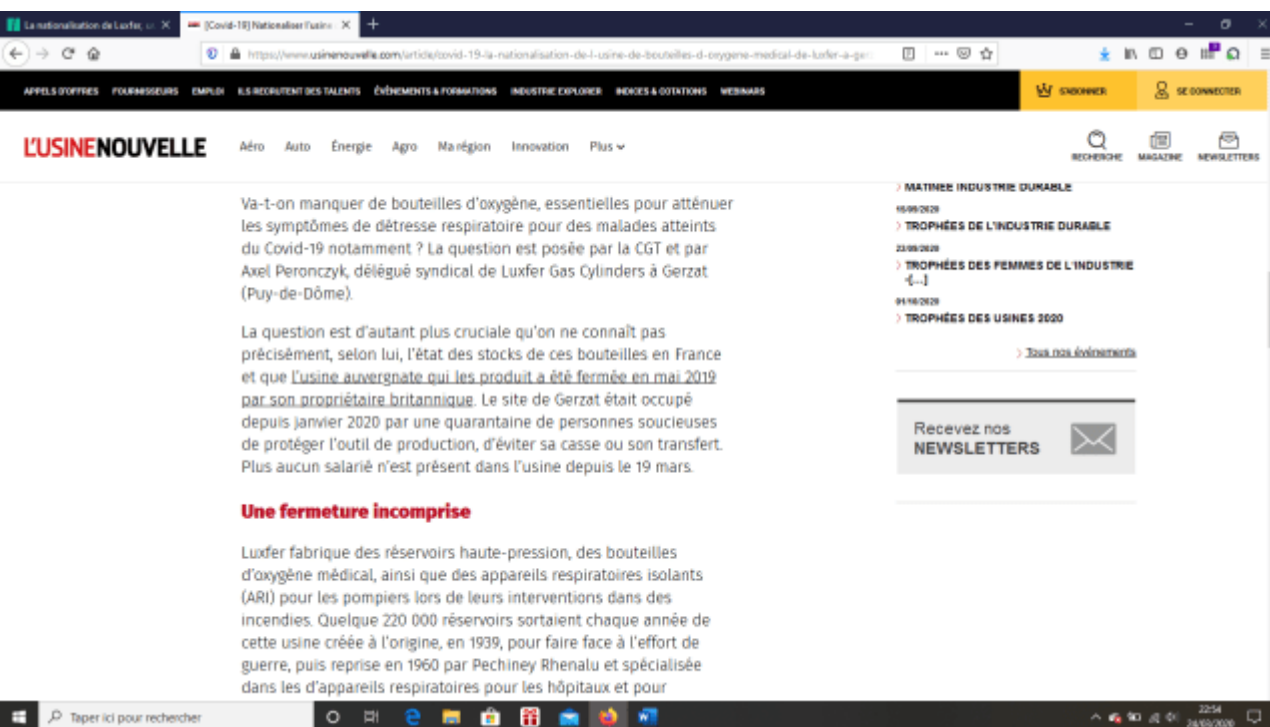 La nationalisation de Luxfer, u
[Covid-19] Nationaliser l'usine
https://www.usinenouvelle.com/article/covid-19-la-nationalisation-de-l-usine-de-bouteilles-d-oxygene-medical-de-luxfer-a-ger
APPELS D'OFFRES FOURNISSEURS EMPLOI ILS RECRUTENT DES TALENTS ÉVÈNEMENTS & FORMATIONS INDUSTRIE EXPLORER INDICES & COTATIONS WEBINARS
S'ABONNER SE CONNECTER
L'USINENOUVELLE
Aéro Auto Énergie Agro Ma région Innovation Plus
RECHERCHE MAGAZINE NEWSLETTERS
Va-t-on manquer de bouteilles d'oxygène, essentielles pour atténuer
les symptômes de détresse respiratoire pour des malades atteints
du Covid-19 notamment ? La question est posée par la CGT et par
Axel Peronczyk, délégué syndical de Luxfer Gas Cylinders à Gerzat
(Puy-de-Dôme).
La question est d'autant plus cruciale qu'on ne connaît pas
précisément, selon lui, l'état des stocks de ces bouteilles en France
et que l'usine auvergnate qui les produit a été fermée en mai 2019
par son propriétaire britannique. Le site de Gerzat était occupé
depuis janvier 2020 par une quarantaine de personnes soucieuses
de protéger l'outil de production, d'éviter sa casse ou son transfert.
Plus aucun salarié n'est présent dans l'usine depuis le 19 mars.
Une fermeture incomprise
Luxfer fabrique des réservoirs haute-pression, des bouteilles
d'oxygène médical, ainsi que des appareils respiratoires isolants
(ARI) pour les pompiers lors de leurs interventions dans des
incendies. Quelque 220 000 réservoirs sortaient chaque année de
cette usine créée à l'origine, en 1939, pour faire face à l'effort de
guerre, puis reprise en 1960 par Pechiney Rhenalu et spécialisée
dans les d'appareils respiratoires pour les hôpitaux et pour
MATINÉE INDUSTRIE DURABLE
TROPHÉES DE L'INDUSTRIE DURABLE
TROPHÉES DES FEMMES DE L'INDUSTRIE
-[...]
TROPHÉES DES USINES 2020
Tous nos événements
Recevez nos
NEWSLETTERS
Taper ici pour rechercher
22:54
24/03/2020